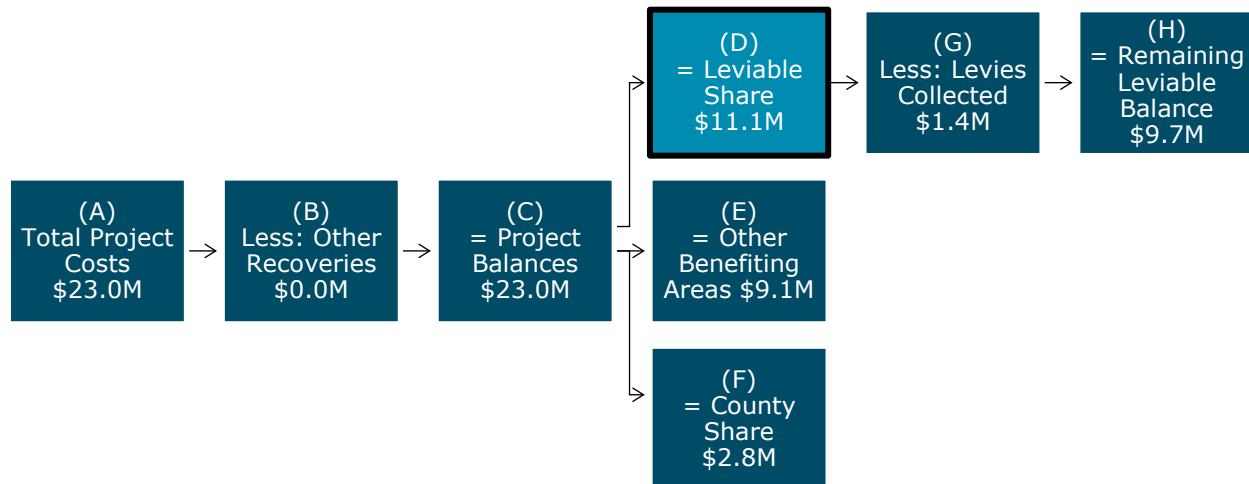 (A)
Total Project
Costs
$23.0M
(B)
Less: Other
Recoveries
$0.0M
(C)
= Project
Balances
$23.0M
(D)
= Leviable
Share
$11.1M
(G)
Less: Levies
Collected
$1.4M
(H)
= Remaining
Leviable
Balance
$9.7M
(E)
= Other
Benefiting
Areas $9.1M
(F)
= County
Share
$2.8M